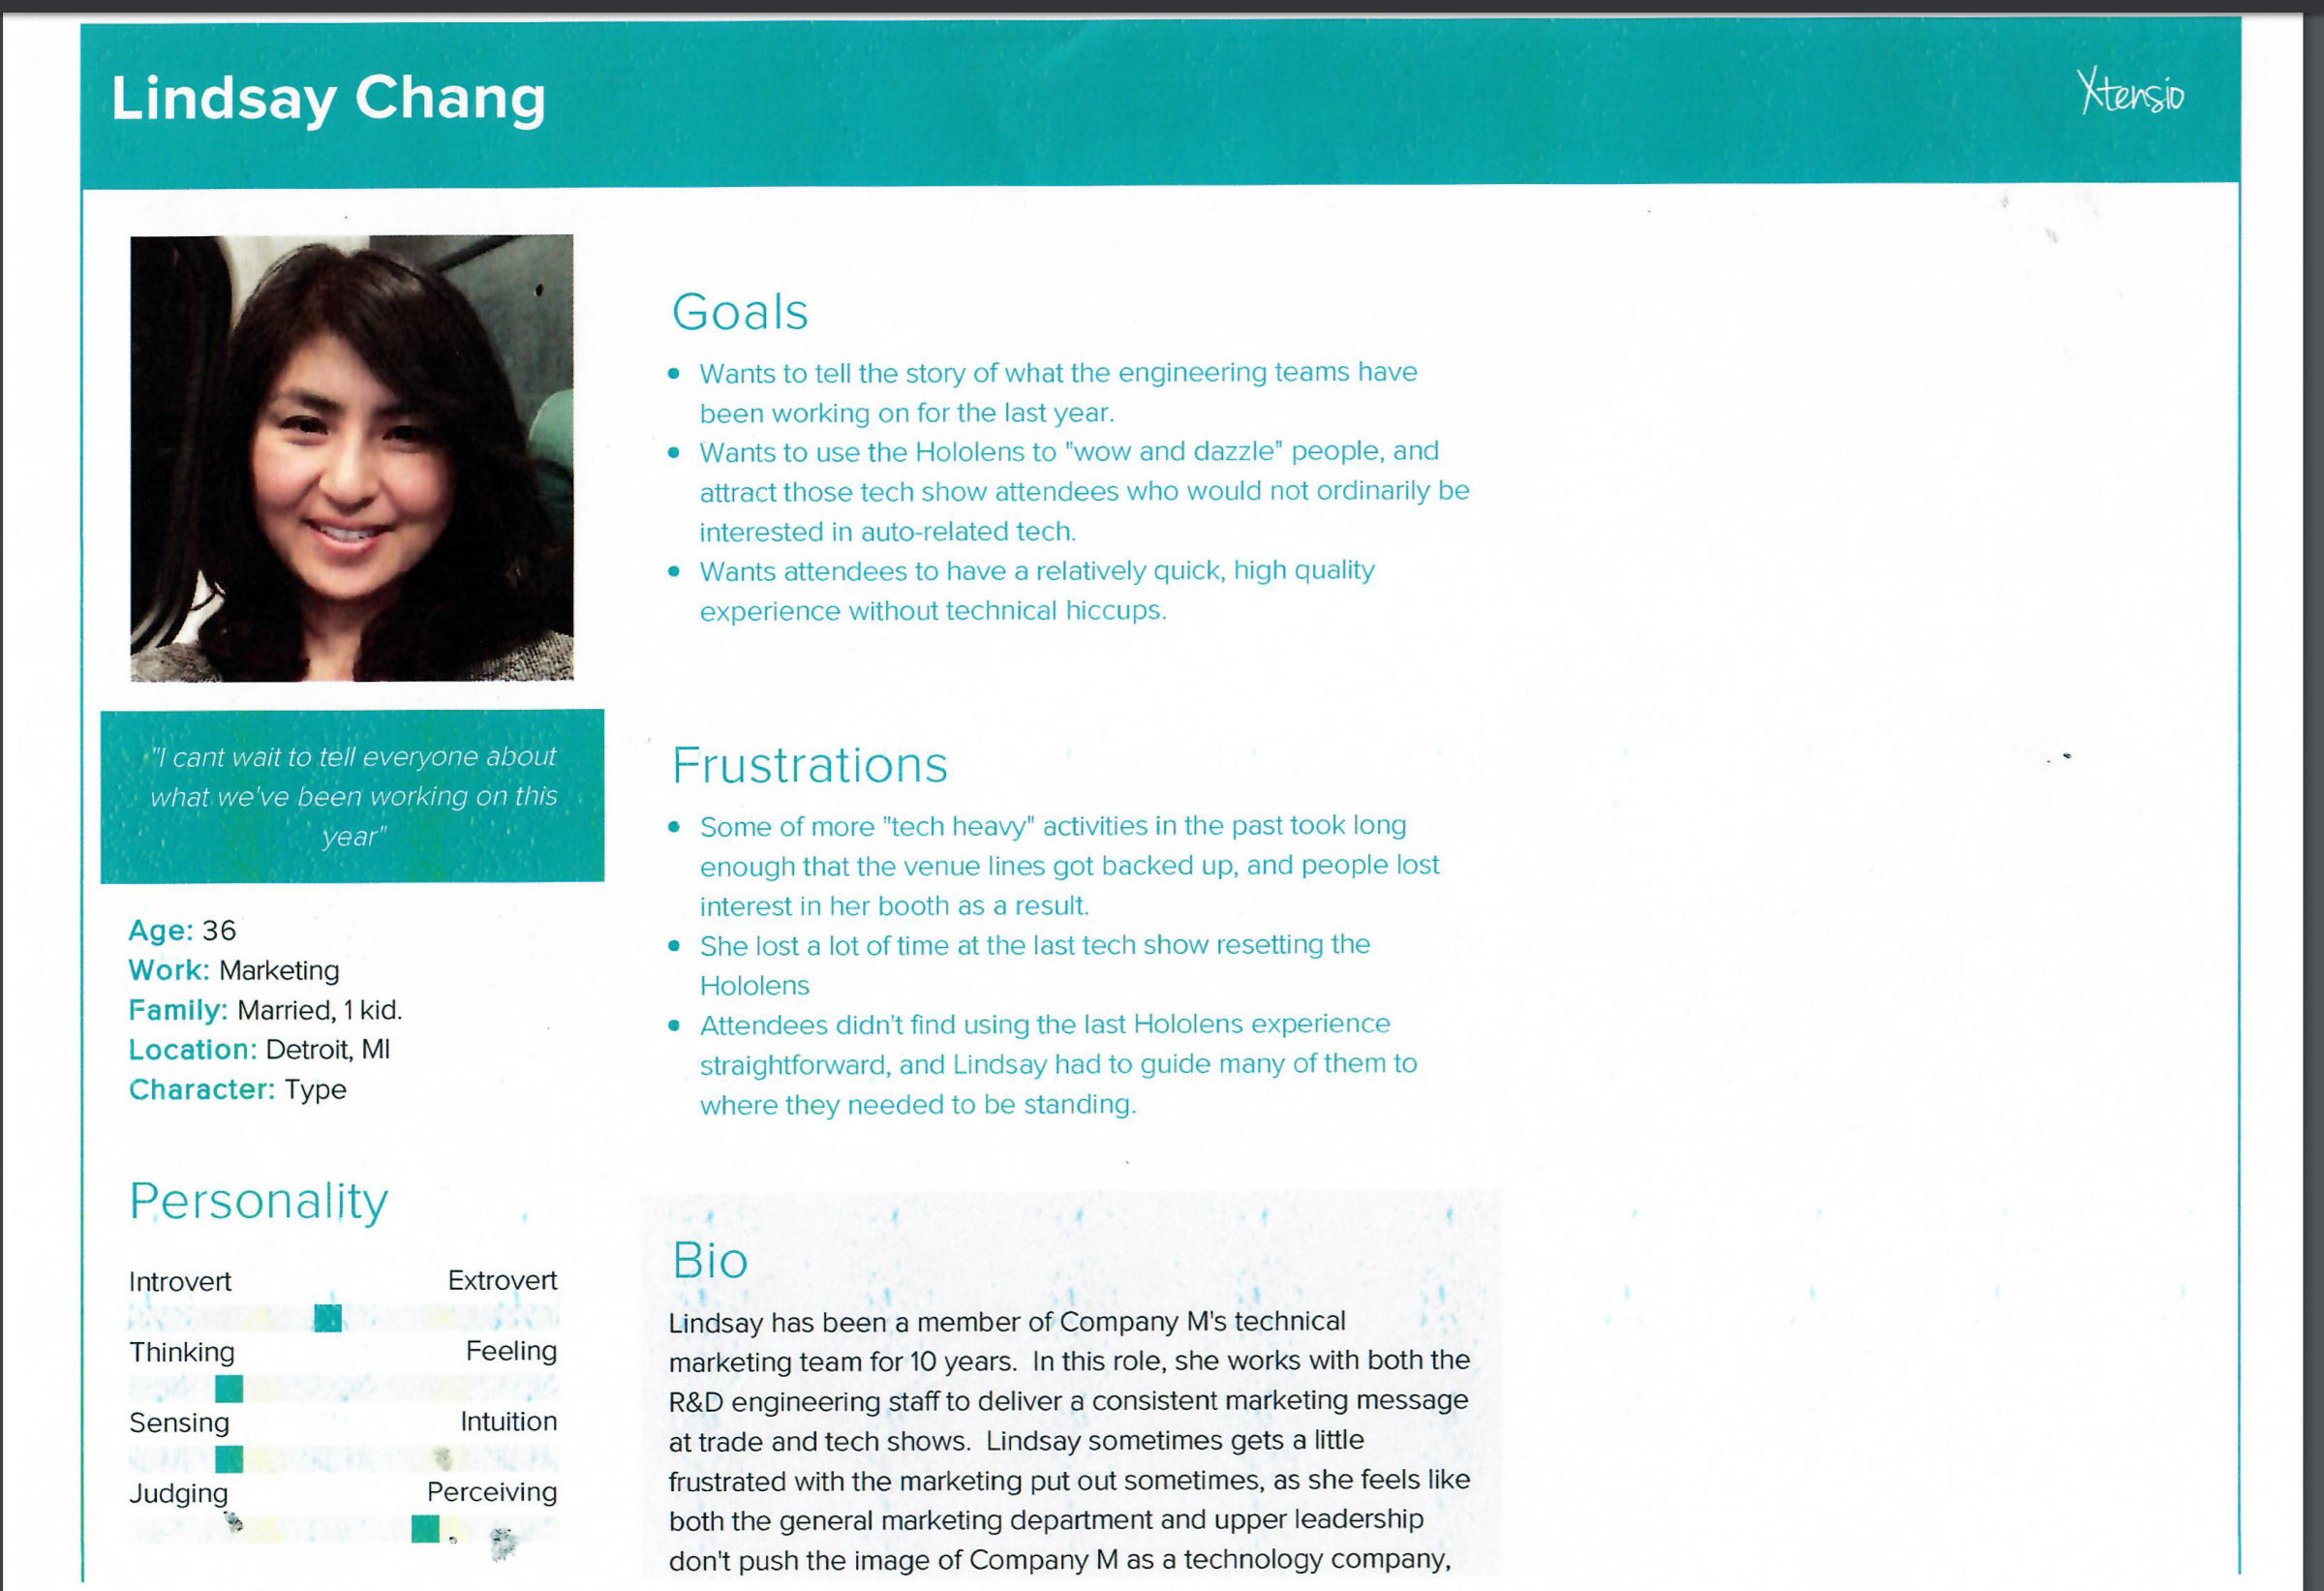 Lindsay Chang
Xtensio
"I cant wait to tell everyone about
what we've been working on this
year"
Age: 36
Work: Marketing
Family: Married, 1 kid.
Location: Detroit, MI
Character: Type
Personality
Introvert Extrovert
Thinking Feeling
Sensing Intuition
Judging Perceiving
Goals
• Wants to tell the story of what the engineering teams have
been working on for the last year.
• Wants to use the Hololens to "wow and dazzle" people, and
attract those tech show attendees who would not ordinarily be
interested in auto-related tech.
• Wants attendees to have a relatively quick, high quality
experience without technical hiccups.
Frustrations
• Some of more "tech heavy" activities in the past took long
enough that the venue lines got backed up, and people lost
interest in her booth as a result.
• She lost a lot of time at the last tech show resetting the
Hololens
• Attendees didn't find using the last Hololens experience
straightforward, and Lindsay had to guide many of them to
where they needed to be standing.
Bio
Lindsay has been a member of Company M's technical
marketing team for 10 years. In this role, she works with both the
R&D engineering staff to deliver a consistent marketing message
at trade and tech shows. Lindsay sometimes gets a little
frustrated with the marketing put out sometimes, as she feels like
both the general marketing department and upper leadership
don't push the image of Company M as a technology company,